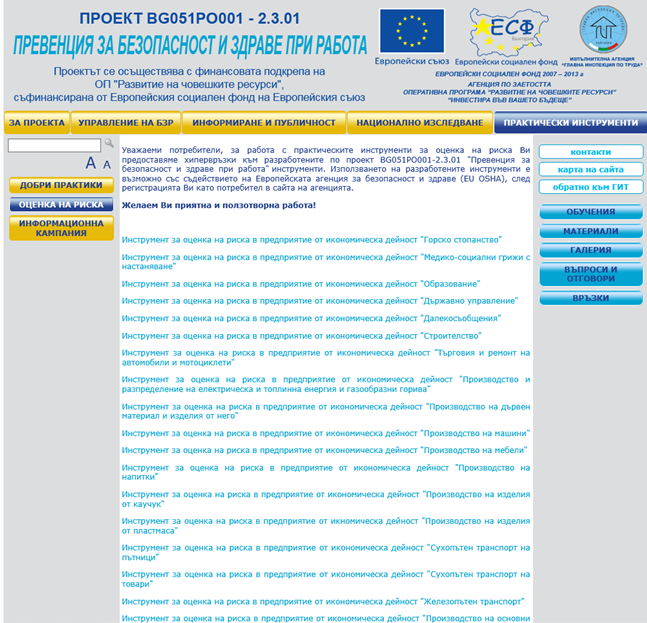 ПРОЕКТ BG051PO001 - 2.3.01
ПРЕВЕНЦИЯ ЗА БЕЗОПАСНОСТ И ЗДРАВЕ ПРИ РАБОТА
Проектът се осъществява с финансовата подкрепа на
ОП "Развитие на човешките ресурси",
съфинансирана от Европейския социален фонд на Европейския съюз
Европейски съюз
ЕСФ
България
Европейски социален фонд
ИЗПЪЛНИТЕЛНА АГЕНЦИЯ
"ГЛАВНА ИНСПЕКЦИЯ ПО ТРУДА"
ЕВРОПЕЙСКИ СОЦИАЛЕН ФОНД 2007 – 2013 г
АГЕНЦИЯ ПО ЗАЕТОСТТА
ОПЕРАТИВНА ПРОГРАМА "РАЗВИТИЕ НА ЧОВЕШКИТЕ РЕСУРСИ"
"ИНВЕСТИРА ВЪВ ВАШЕТО БЪДЕЩЕ"
ЗА ПРОЕКТА
УПРАВЛЕНИЕ НА БЗР
ИНФОРМИРАНЕ И ПУБЛИЧНОСТ
НАЦИОНАЛНО ИЗСЛЕДВАНЕ
ПРАКТИЧЕСКИ ИНСТРУМЕНТИ
A A
ДОБРИ ПРАКТИКИ
ОЦЕНКА НА РИСКА
ИНФОРМАЦИОННА
КАМПАНИЯ
Уважаеми потребители, за работа с практическите инструменти за оценка на риска Ви
предоставяме хипервръзки към разработените по проект BG051PO001-2.3.01 "Превенция за
безопасност и здраве при работа" инструменти. Използването на разработените инструменти е
възможно със съдействието на Европейската агенция за безопасност и здраве (EU OSHA), след
регистрацията Ви като потребител в сайта на агенцията.
Желаем Ви приятна и ползотворна работа!
Инструмент за оценка на риска в предприятие от икономическа дейност "Горско стопанство"
Инструмент за оценка на риска в предприятие от икономическа дейност "Медико-социални грижи с
настаняване"
Инструмент за оценка на риска в предприятие от икономическа дейност "Образование"
Инструмент за оценка на риска в предприятие от икономическа дейност "Държавно управление"
Инструмент за оценка на риска в предприятие от икономическа дейност "Далекосъобщения"
Инструмент за оценка на риска в предприятие от икономическа дейност "Строителство"
Инструмент за оценка на риска в предприятие от икономическа дейност "Търговия и ремонт на
автомобили и мотоциклети"
Инструмент за оценка на риска в предприятие от икономическа дейност "Производство и
разпределение на електрическа и топлинна енергия и газообразни горива"
Инструмент за оценка на риска в предприятие от икономическа дейност "Производство на дървен
материал и изделия от него"
Инструмент за оценка на риска в предприятие от икономическа дейност "Производство на машини"
Инструмент за оценка на риска в предприятие от икономическа дейност "Производство на мебели"
Инструмент за оценка на риска в предприятие от икономическа дейност "Производство на
напитки"
Инструмент за оценка на риска в предприятие от икономическа дейност "Производство на изделия
от каучук"
Инструмент за оценка на риска в предприятие от икономическа дейност "Производство на изделия
от пластмаса"
Инструмент за оценка на риска в предприятие от икономическа дейност "Сухопътен транспорт на
пътници"
Инструмент за оценка на риска в предприятие от икономическа дейност "Сухопътен транспорт на
товари"
Инструмент за оценка на риска в предприятие от икономическа дейност "Железопътен транспорт"
Инструмент за оценка на риска в предприятие от икономическа дейност "Производство на основни
контакти
карта на сайта
обратно към ГИТ
ОБУЧЕНИЯ
МАТЕРИАЛИ
ГАЛЕРИЯ
ВЪПРОСИ И
ОТГОВОРИ
ВРЪЗКИ